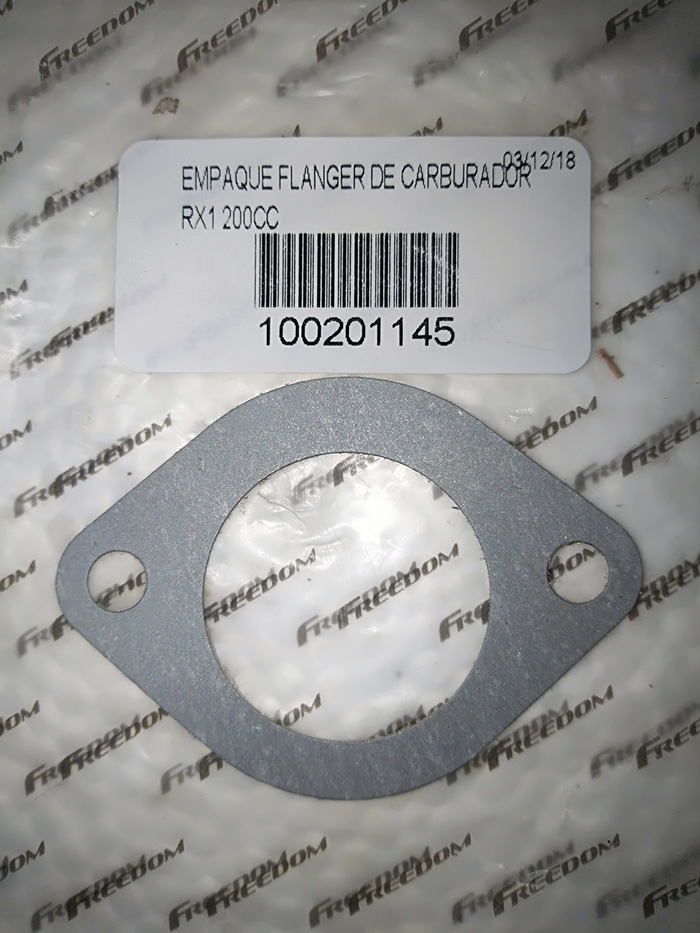 03/12/18
EMPAQUE FLANGER DE CARBURADOR
RX1 200CC
100201145
FREEDOM